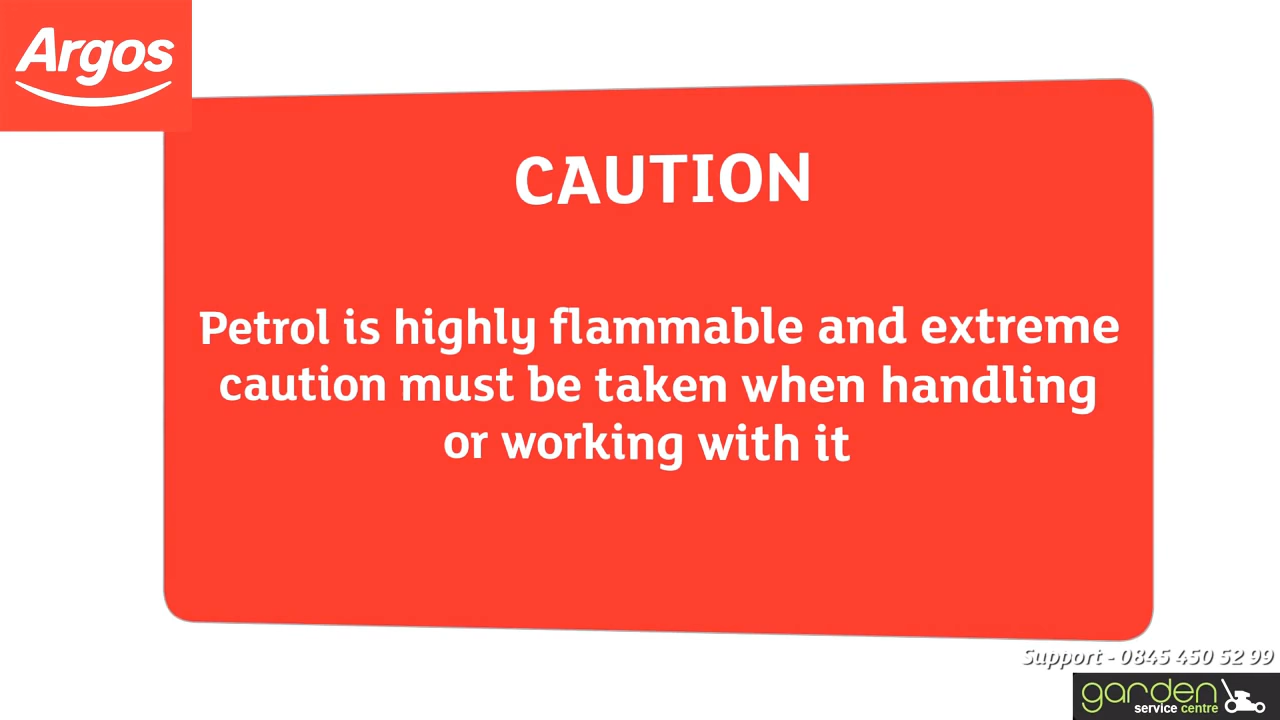 Argos
CAUTION
Petrol is highly flammable and extreme
caution must be taken when handling
or working with it
Support - 0845 450 52 99
garden
service centre